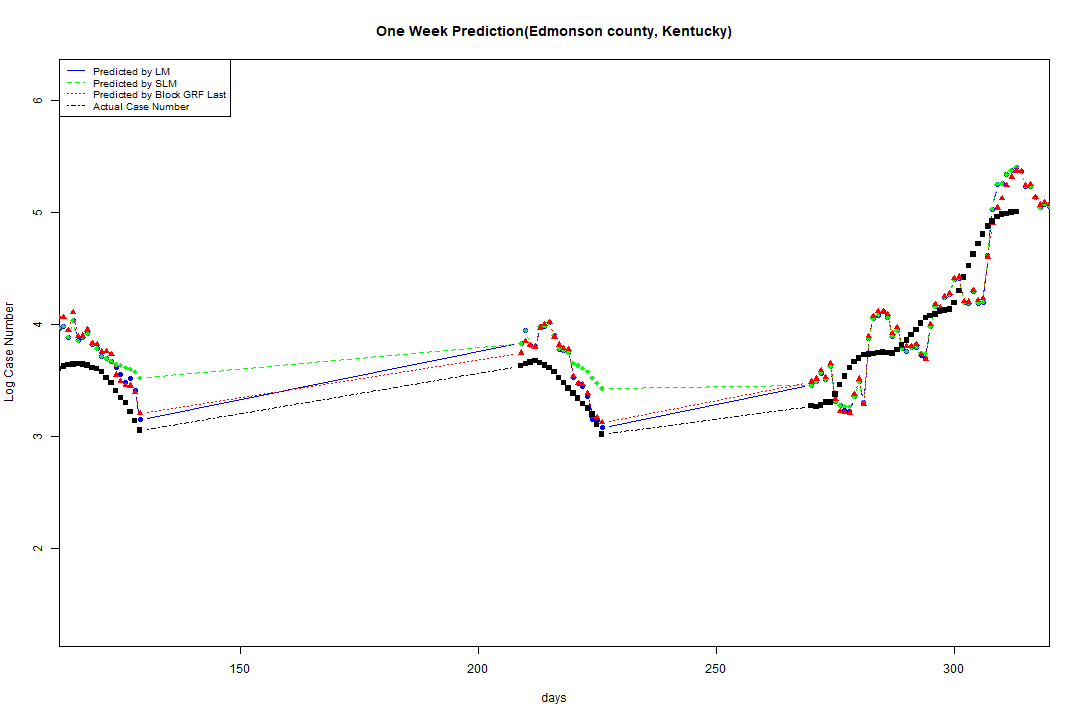 One Week Prediction(Edmonson county, Kentucky)
Predicted by LM
Predicted by SLM
Predicted by Block GRF Last
Actual Case Number
6
5
4
3
2
Log Case Number
150
200
250
300
days